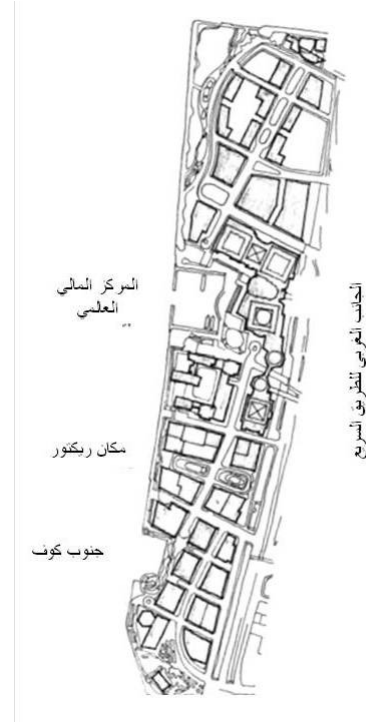 المركز المالي
العالمي
مكان ريكتور
جنوب كوف
الجانب الغربي للطريق السريع